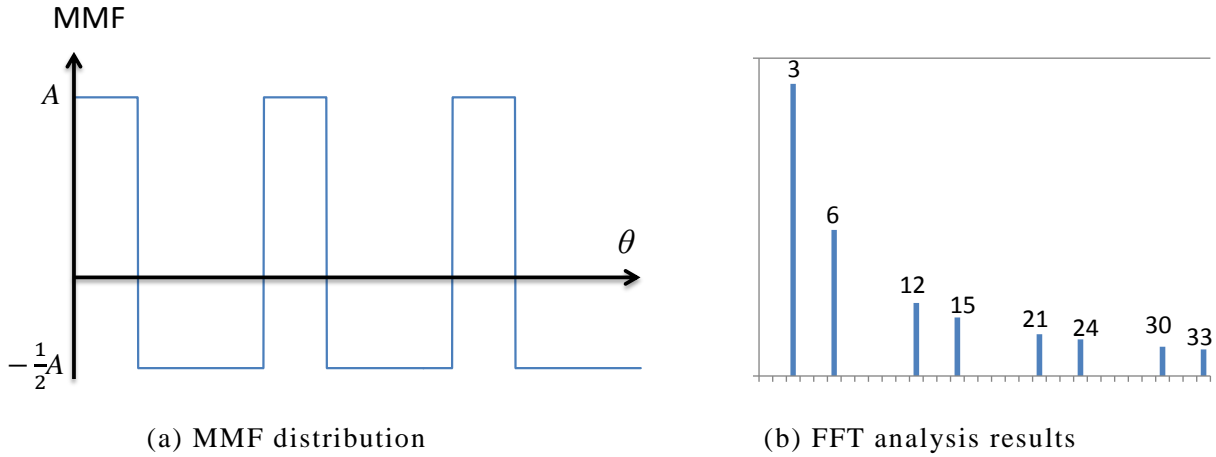 MMF
A
θ
−½A
(a) MMF distribution
3
6
12
15
21
24
30
33
(b) FFT analysis results